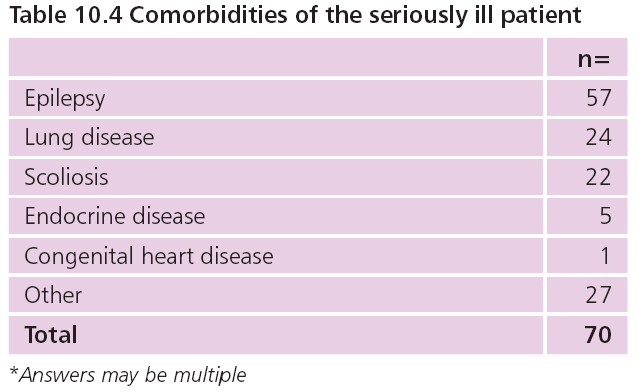 Table 10.4 Comorbidities of the seriously ill patient
n=
Epilepsy 57
Lung disease 24
Scoliosis 22
Endocrine disease 5
Congenital heart disease 1
Other 27
Total 70
*Answers may be multiple